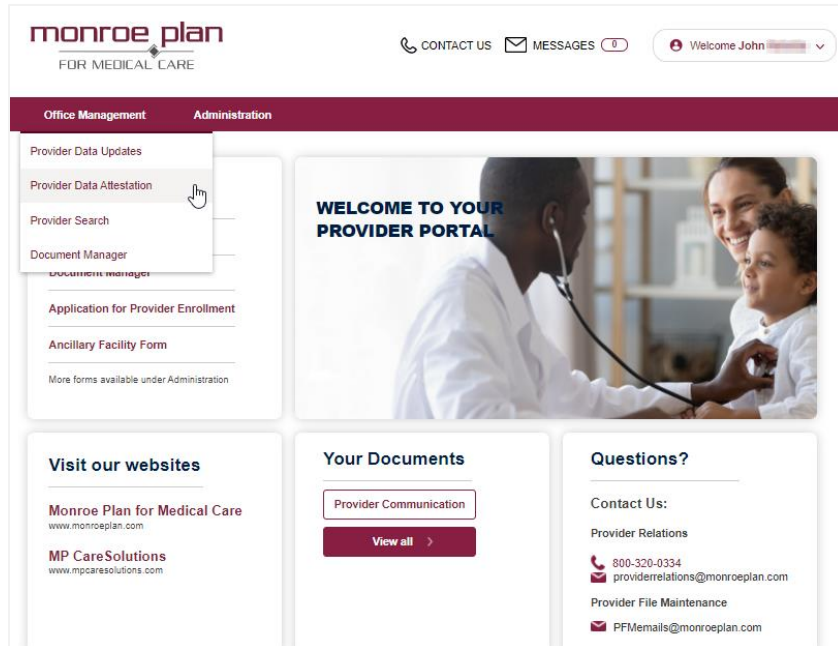 monroe plan
FOR MEDICAL CARE
CONTACT US
MESSAGES 0
Welcome John
Office Management
Administration
Provider Data Updates
Provider Data Attestation
Provider Search
Document Manager
Document Manager
Application for Provider Enrollment
Ancillary Facility Form
More forms available under Administration
WELCOME TO YOUR
PROVIDER PORTAL
Visit our websites
Monroe Plan for Medical Care
www.monroeplan.com
MP CareSolutions
www.mpcaresolutions.com
Your Documents
Provider Communication
View all
Questions?
Contact Us:
Provider Relations
800-320-0334
providerrelations@monroeplan.com
Provider File Maintenance
PFMemails@monroeplan.com